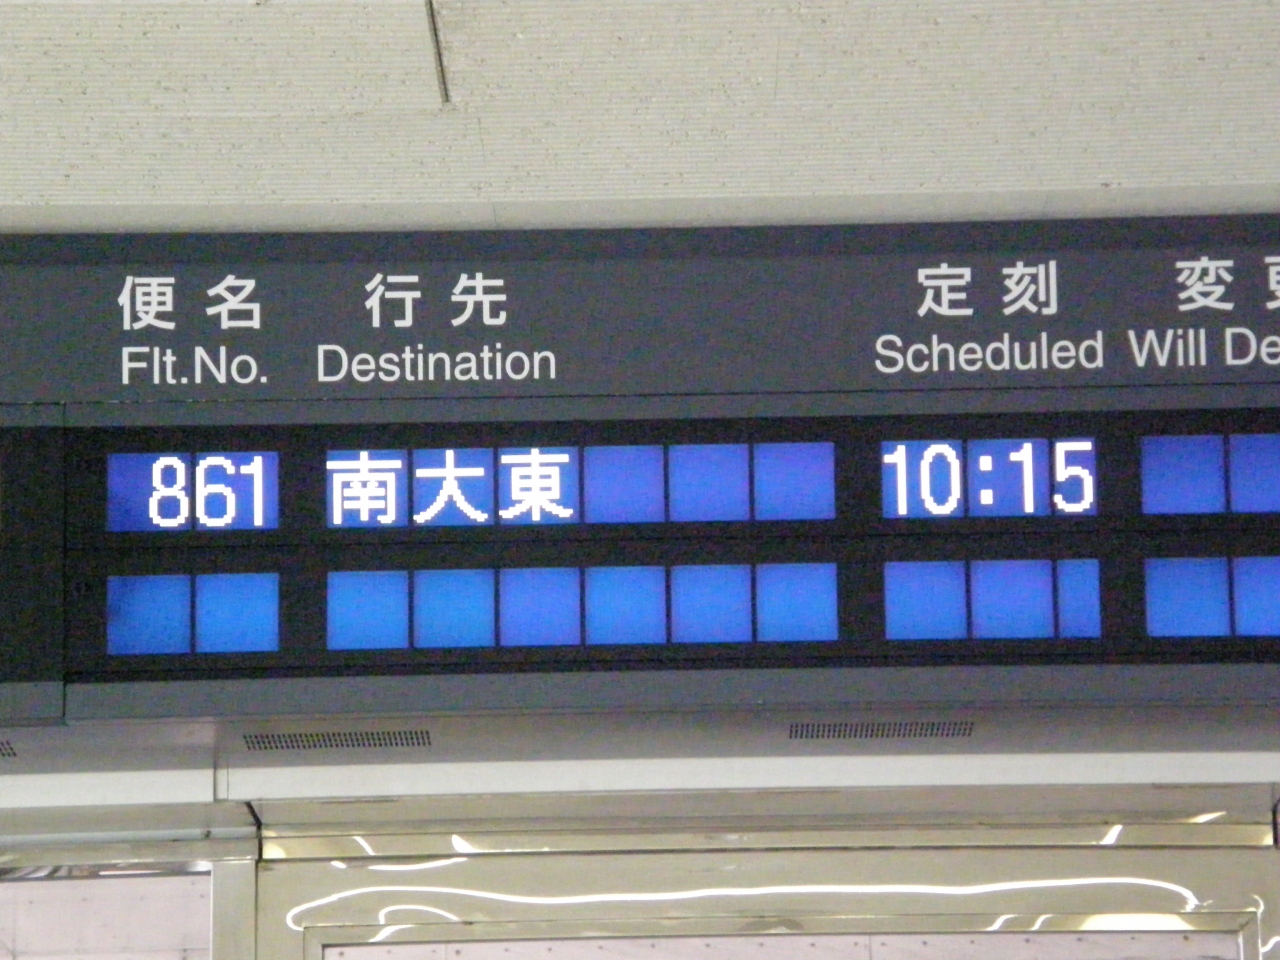 便名 行先 定刻 変更
Flt.No. Destination Scheduled Will De
861 南大東 10:15